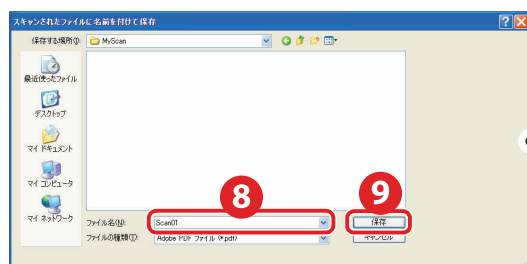 スキャンされたファイルに名前を付けて保存
保存する場所(I): MyScan
最近使ったファイル
デスクトップ
マイ ドキュメント
マイ コンピュータ
マイ ネットワーク
8
9
ファイル名(N): Scan01 保存
ファイルの種類(T): Adobe PDF ファイル (*.pdf) キャンセル